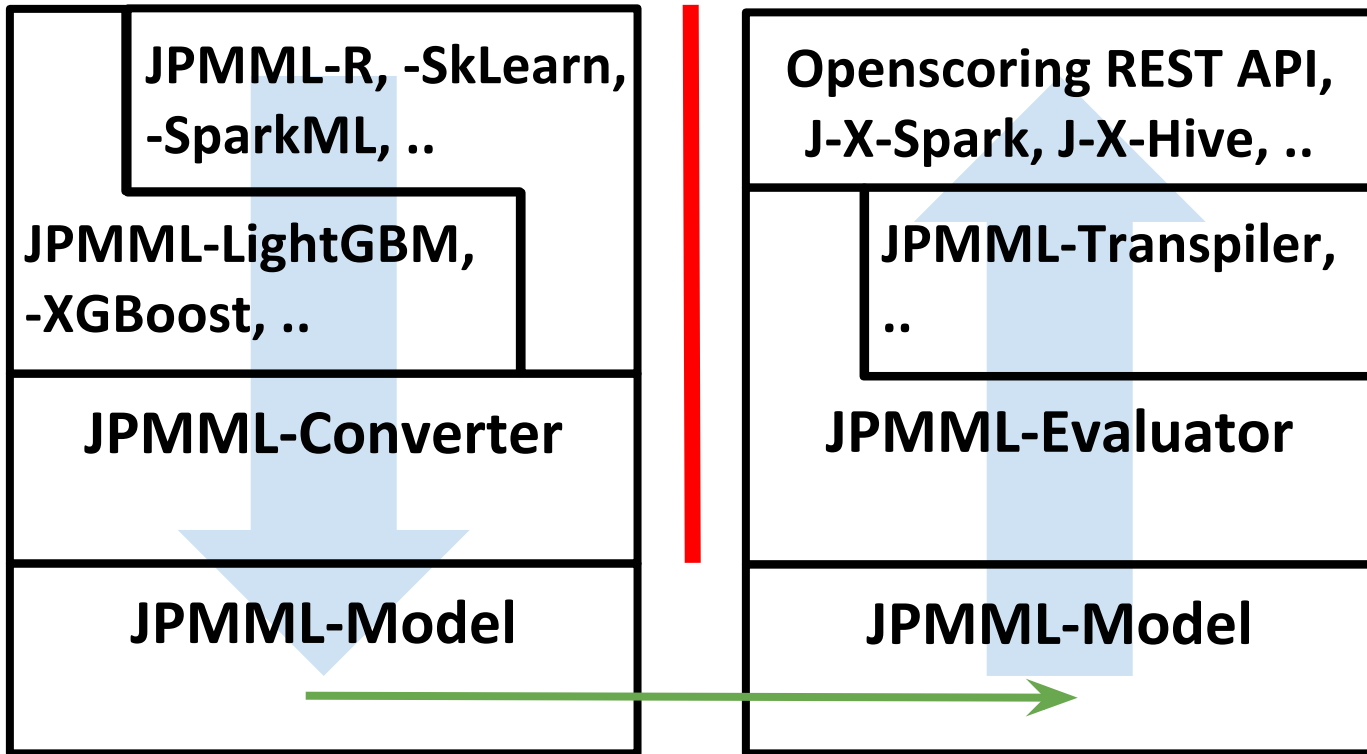 JPMML-R, -SkLearn,
-SparkML, ..
JPMML-LightGBM,
-XGBoost, ..
JPMML-Converter
JPMML-Model
Openscoring REST API,
J-X-Spark, J-X-Hive, ..
JPMML-Transpiler,
..
JPMML-Evaluator
JPMML-Model